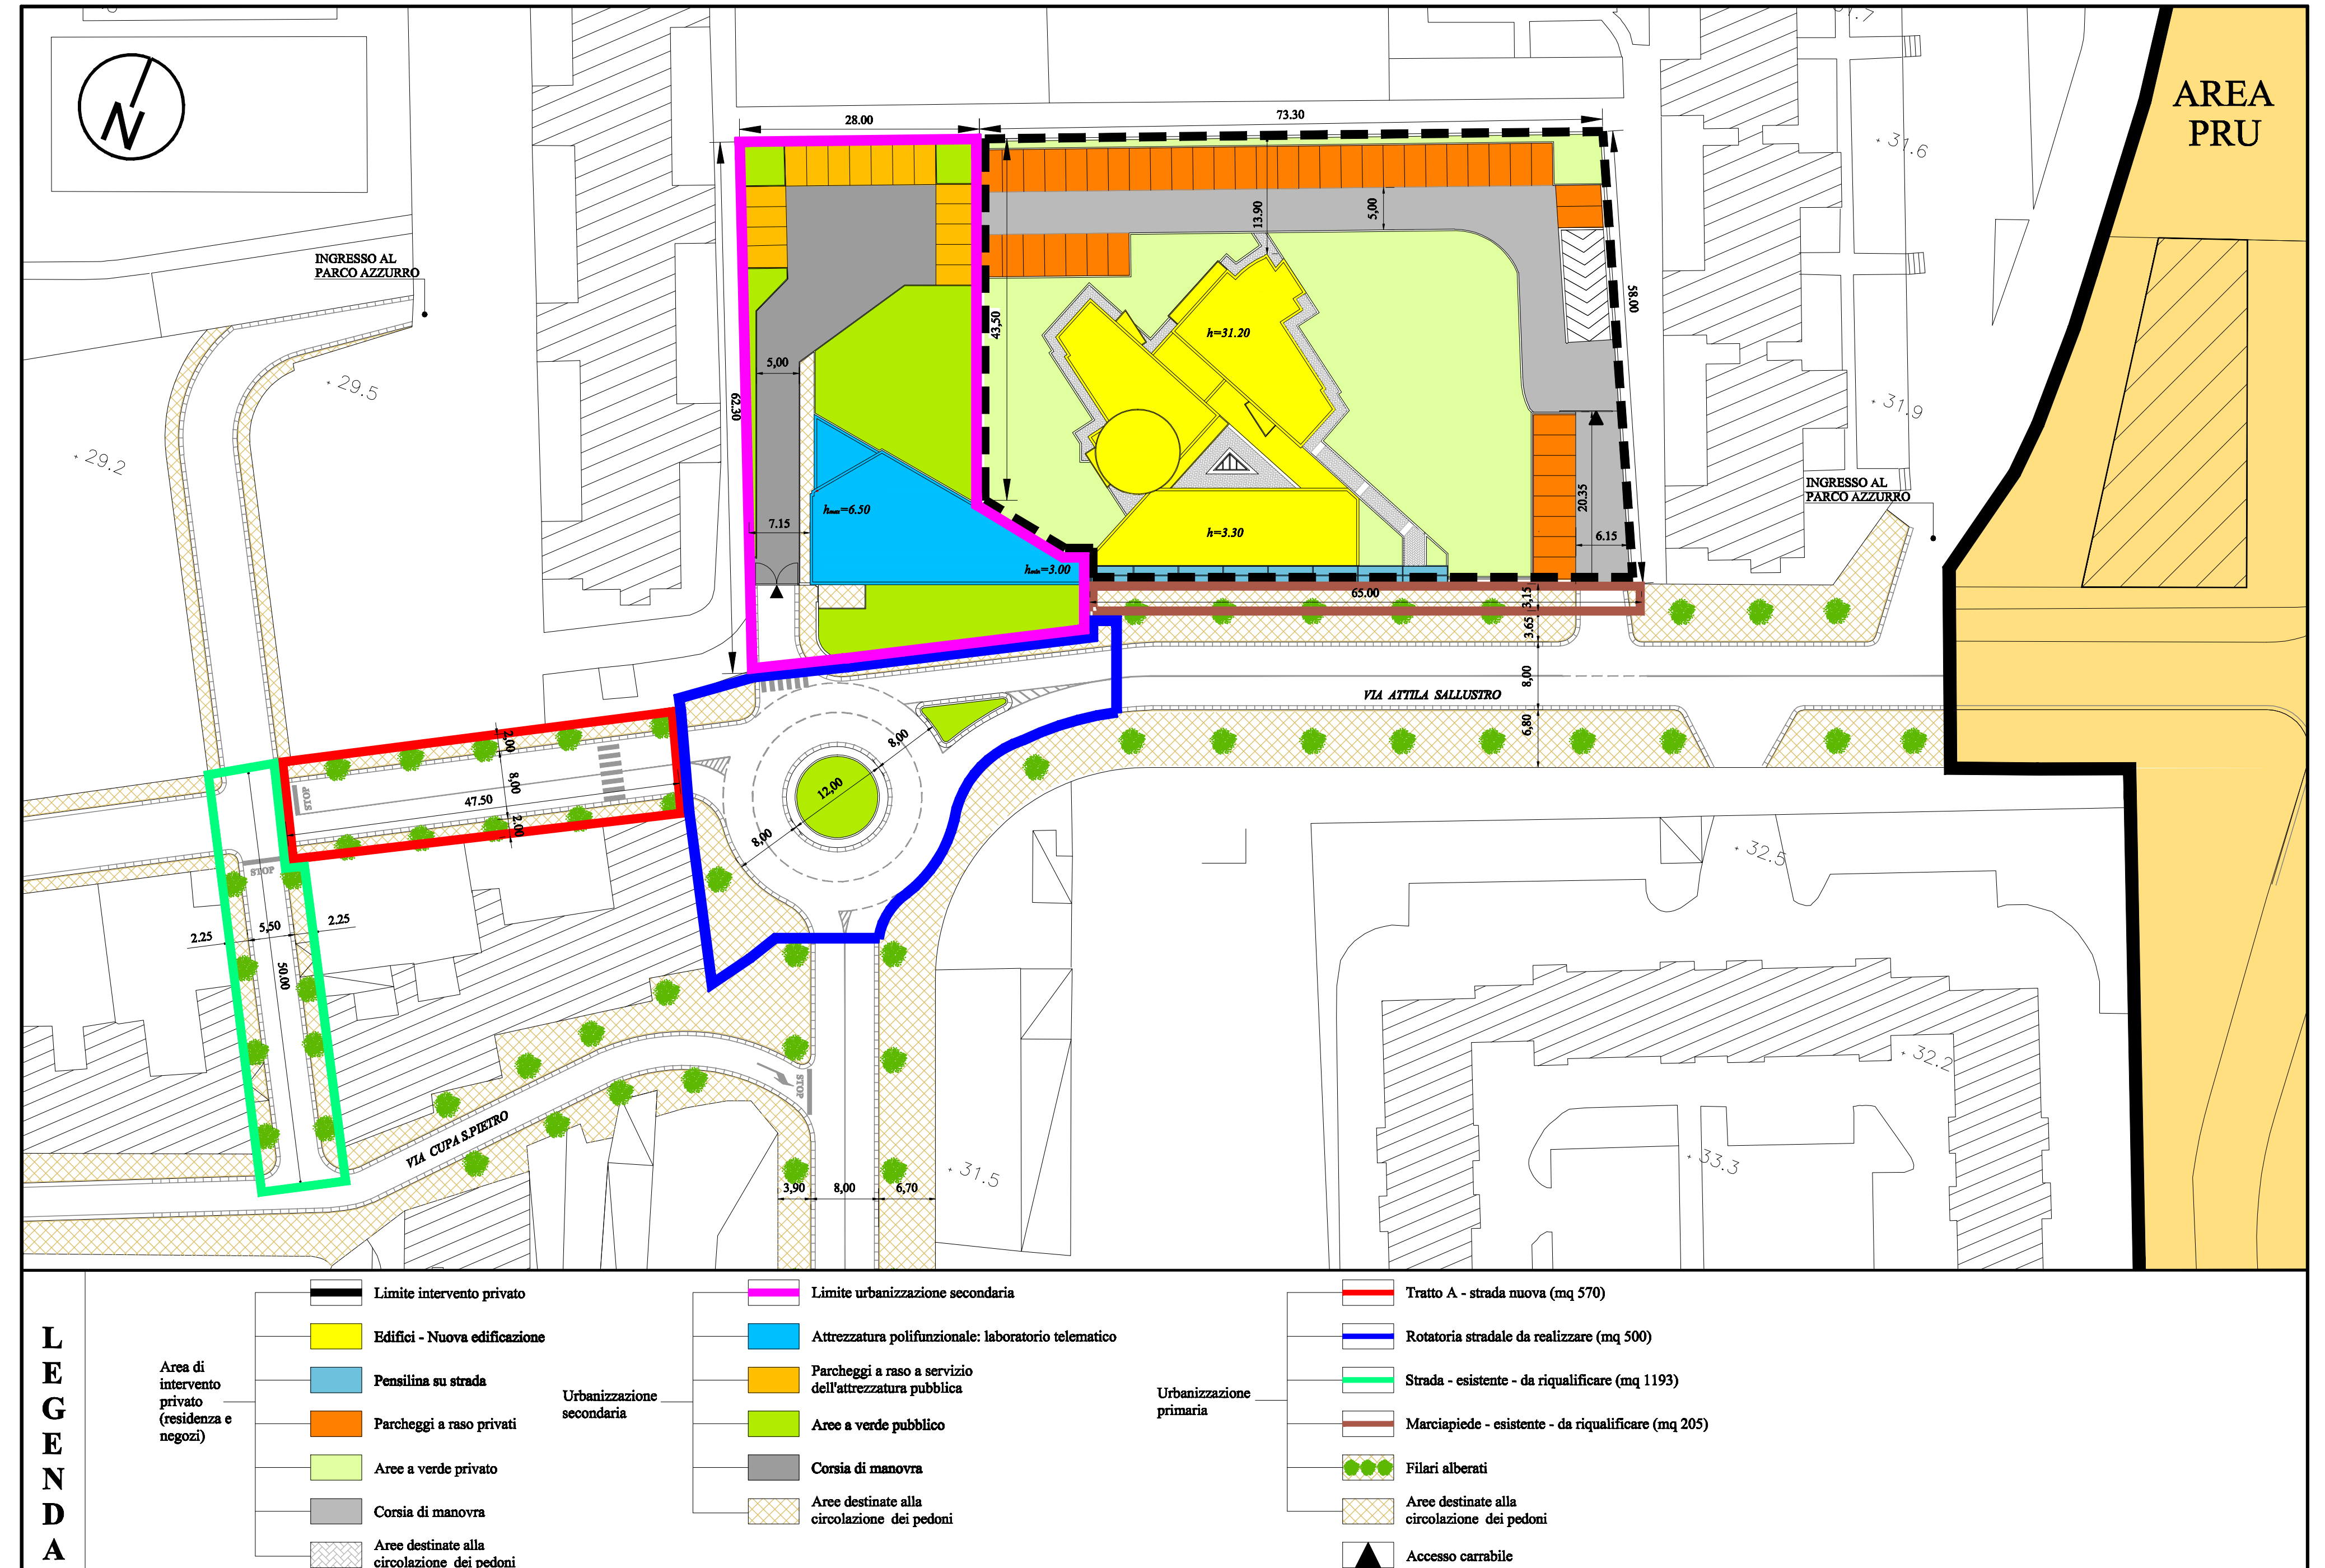 N
AREA
PRU
28.00
73.30
31.6
INGRESSO AL
PARCO AZZURRO
13.90
5,00
h=31.20
58.00
43,50
29.5
5,00
62.30
31.9
29.2
INGRESSO AL
PARCO AZZURRO
20.35
7.15
h=6.50
h=3.30
6.15
hmin=3.00
65.00
3,15
3.65
VIA ATTILA SALLUSTRO
8,00
6,80
2,00
8,00
8,00
12,00
47.50
STOP
2.00
8,00
32.5
STOP
2.25
5,50
2.25
50.00
32.2
STOP
VIA CUPA S.PIETRO
31.5
33.3
3,90
8,00
6,70
LEGENDA
Area di
intervento
privato
(residenza e
negozi)
Limite intervento privato
Edifici - Nuova edificazione
Pensilina su strada
Parcheggi a raso privati
Aree a verde privato
Corsia di manovra
Aree destinate alla
circolazione dei pedoni
Urbanizzazione
secondaria
Limite urbanizzazione secondaria
Attrezzatura polifunzionale: laboratorio telematico
Parcheggi a raso a servizio
dell'attrezzatura pubblica
Aree a verde pubblico
Corsia di manovra
Aree destinate alla
circolazione dei pedoni
Urbanizzazione
primaria
Tratto A - strada nuova (mq 570)
Rotatoria stradale da realizzare (mq 500)
Strada - esistente - da riqualificare (mq 1193)
Marciapiede - esistente - da riqualificare (mq 205)
Filari alberati
Aree destinate alla
circolazione dei pedoni
Accesso carrabile